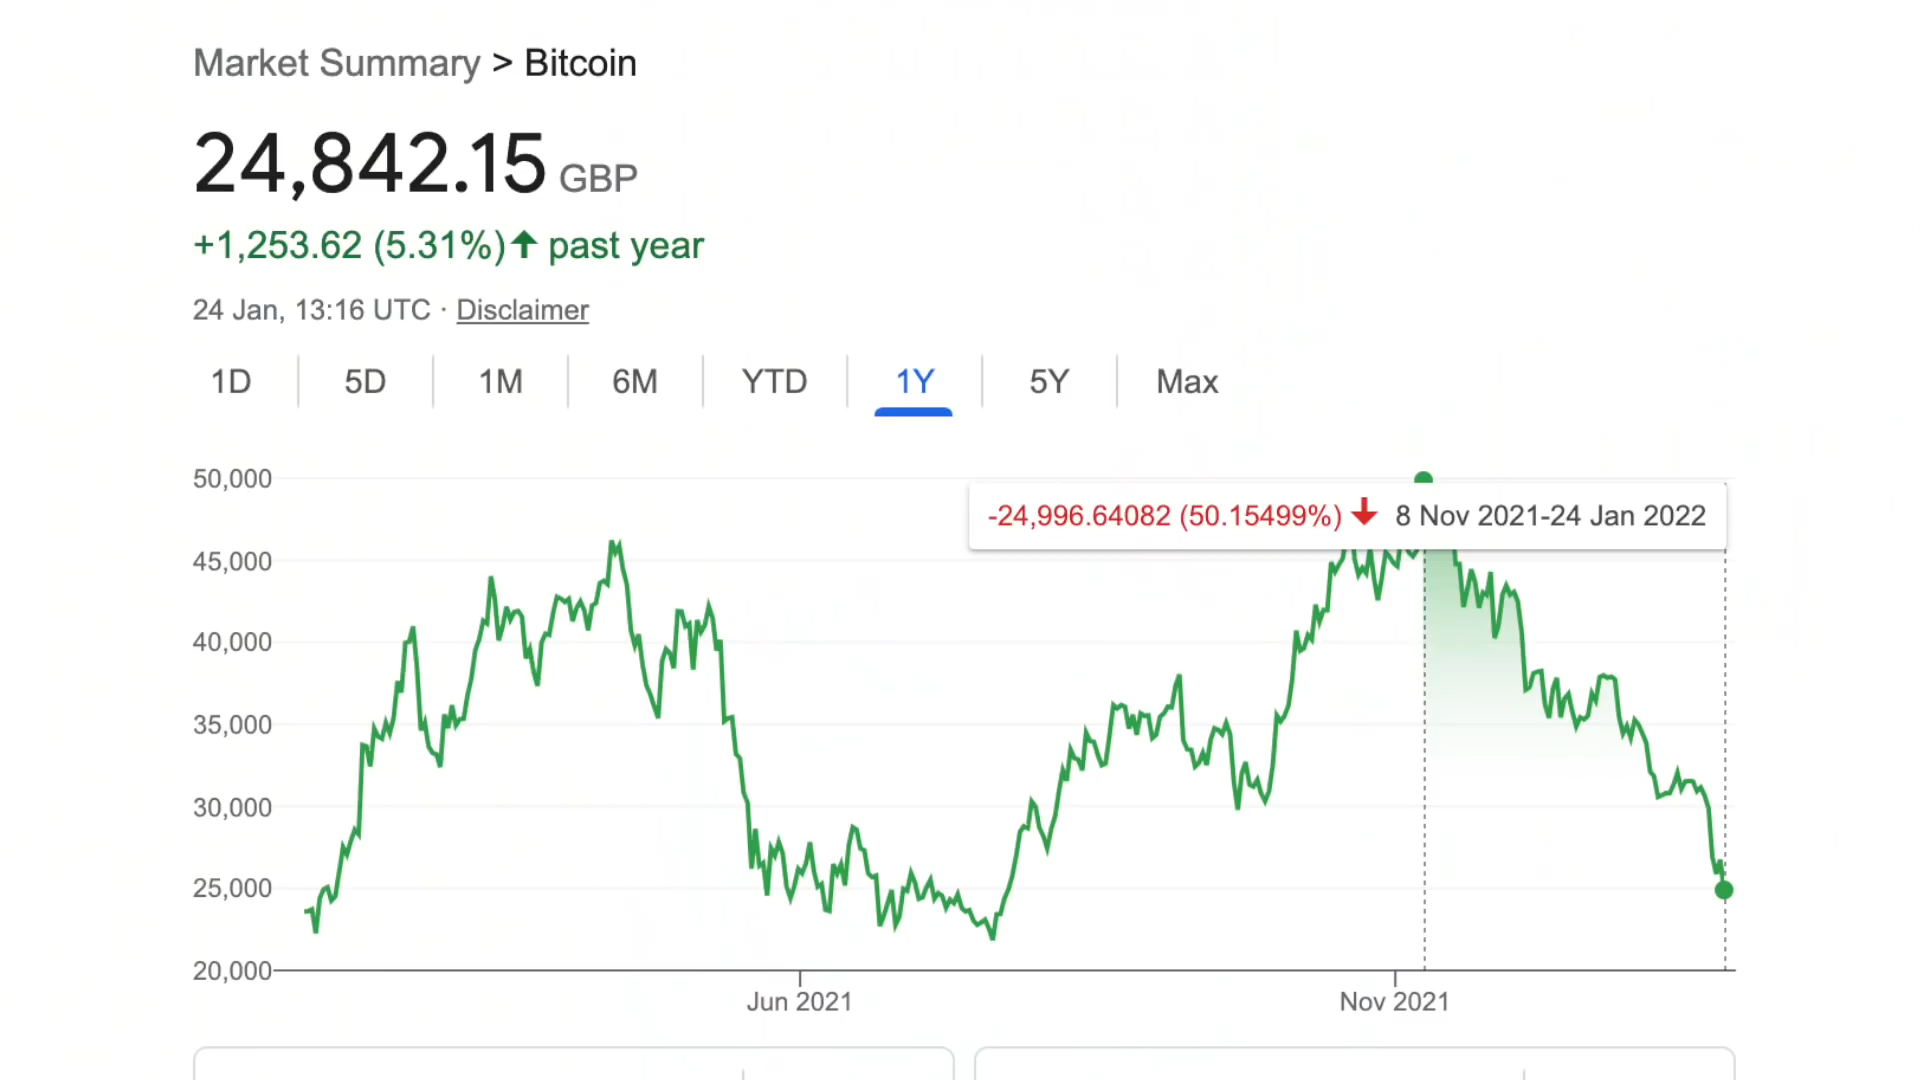 Market Summary > Bitcoin
24,842.15 GBP
+1,253.62 (5.31%)↑ past year
24 Jan, 13:16 UTC · Disclaimer
1D 5D 1M 6M YTD 1Y 5Y Max
50,000
-24,996.64082 (50.15499%) ↓ 8 Nov 2021-24 Jan 2022
45,000
40,000
35,000
30,000
25,000
20,000
Jun 2021 Nov 2021